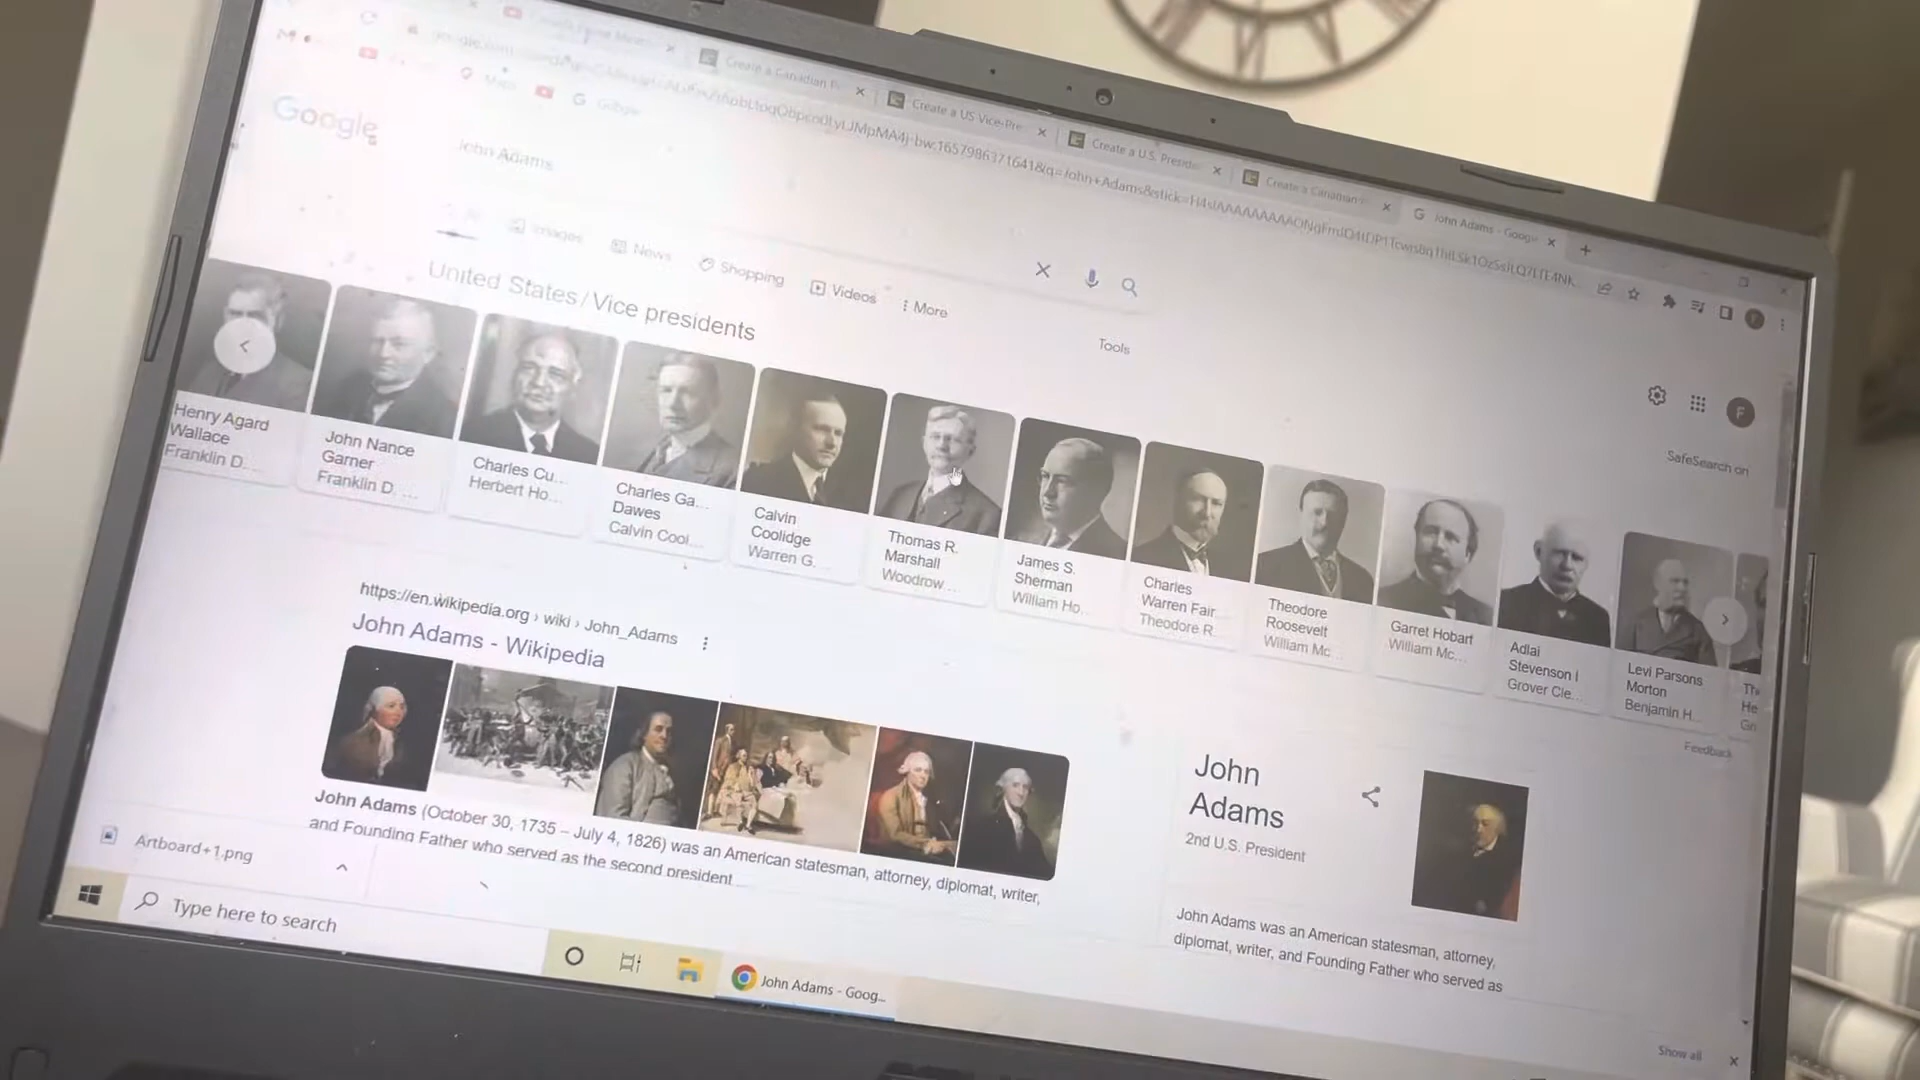 Create a Canadian P
Create a US Vice-Pre
Create a U.S. Presid
Create a Canadian
John Adams - Goog
Maps
Google
Google
John Adams
Images
News
Shopping
Videos
More
Tools
United States / Vice presidents
SafeSearch on
Henry Agard
Wallace
Franklin D. ...
John Nance
Garner
Franklin D. ...
Charles Cu...
Herbert Ho...
Charles Ga...
Dawes
Calvin Cool...
Calvin
Coolidge
Warren G. ...
Thomas R.
Marshall
Woodrow ...
James S.
Sherman
William Ho...
Charles
Warren Fair...
Theodore R...
Theodore
Roosevelt
William Mc...
Garret Hobart
William Mc...
Adlai
Stevenson I
Grover Cle...
Levi Parsons
Morton
Benjamin H...
Feedback
https://en.wikipedia.org › wiki › John_Adams
John Adams - Wikipedia
John Adams (October 30, 1735 – July 4, 1826) was an American statesman, attorney, diplomat, writer,
and Founding Father who served as the second president
John
Adams
2nd U.S. President
John Adams was an American statesman, attorney,
diplomat, writer, and Founding Father who served as
Artboard+1.png
Show all
Type here to search
John Adams - Goog...
F
F